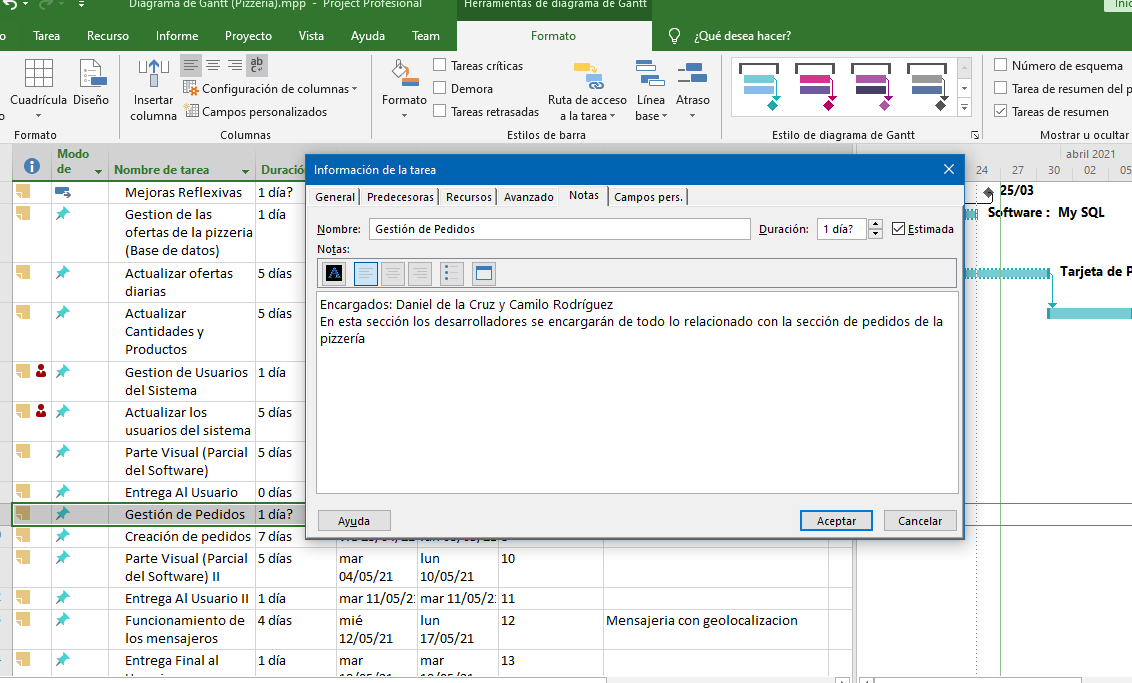 Diagrama de Gantt (Pizzeria).mpp - Project Profesional
Herramientas de diagrama de Gantt
Inic
Tarea Recurso Informe Proyecto Vista Ayuda Team Formato ¿Qué desea hacer?
Cuadrícula Diseño
Formato
Insertar columna
Configuración de columnas
Campos personalizados
Columnas
Formato
Tareas críticas
Demora
Tareas retrasadas
Ruta de acceso a la tarea
Línea base
Atraso
Estilos de barra
Estilo de diagrama de Gantt
Número de esquema
Tarea de resumen del p
Tareas de resumen
Mostrar u ocultar
Modo de
Nombre de tarea
Duració
abril 2021
24 27 30 02 05
Mejoras Reflexivas 1 día?
25/03
Gestion de las ofertas de la pizzeria (Base de datos) 1 día
Software : My SQL
Actualizar ofertas diarias 5 días
Tarjeta de P
Actualizar Cantidades y Productos 5 días
Gestion de Usuarios del Sistema 1 día
Actualizar los usuarios del sistema 5 días
Parte Visual (Parcial del Software) 5 días
Entrega Al Usuario 0 días
Gestión de Pedidos 1 día?
Creación de pedidos 7 días
Parte Visual (Parcial del Software) II 5 días mar 04/05/21 lun 10/05/21 10
Entrega Al Usuario II 1 día mar 11/05/2 mar 11/05/2 11
Funcionamiento de los mensajeros 4 días mié 12/05/21 lun 17/05/21 12 Mensajeria con geolocalizacion
Entrega Final al 1 día mar mar 13
Información de la tarea
General Predecesoras Recursos Avanzado Notas Campos pers.
Nombre: Gestión de Pedidos Duración: 1 día? Estimada
Notas:
Encargados: Daniel de la Cruz y Camilo Rodríguez
En esta sección los desarrolladores se encargarán de todo lo relacionado con la sección de pedidos de la
pizzería
Ayuda Aceptar Cancelar